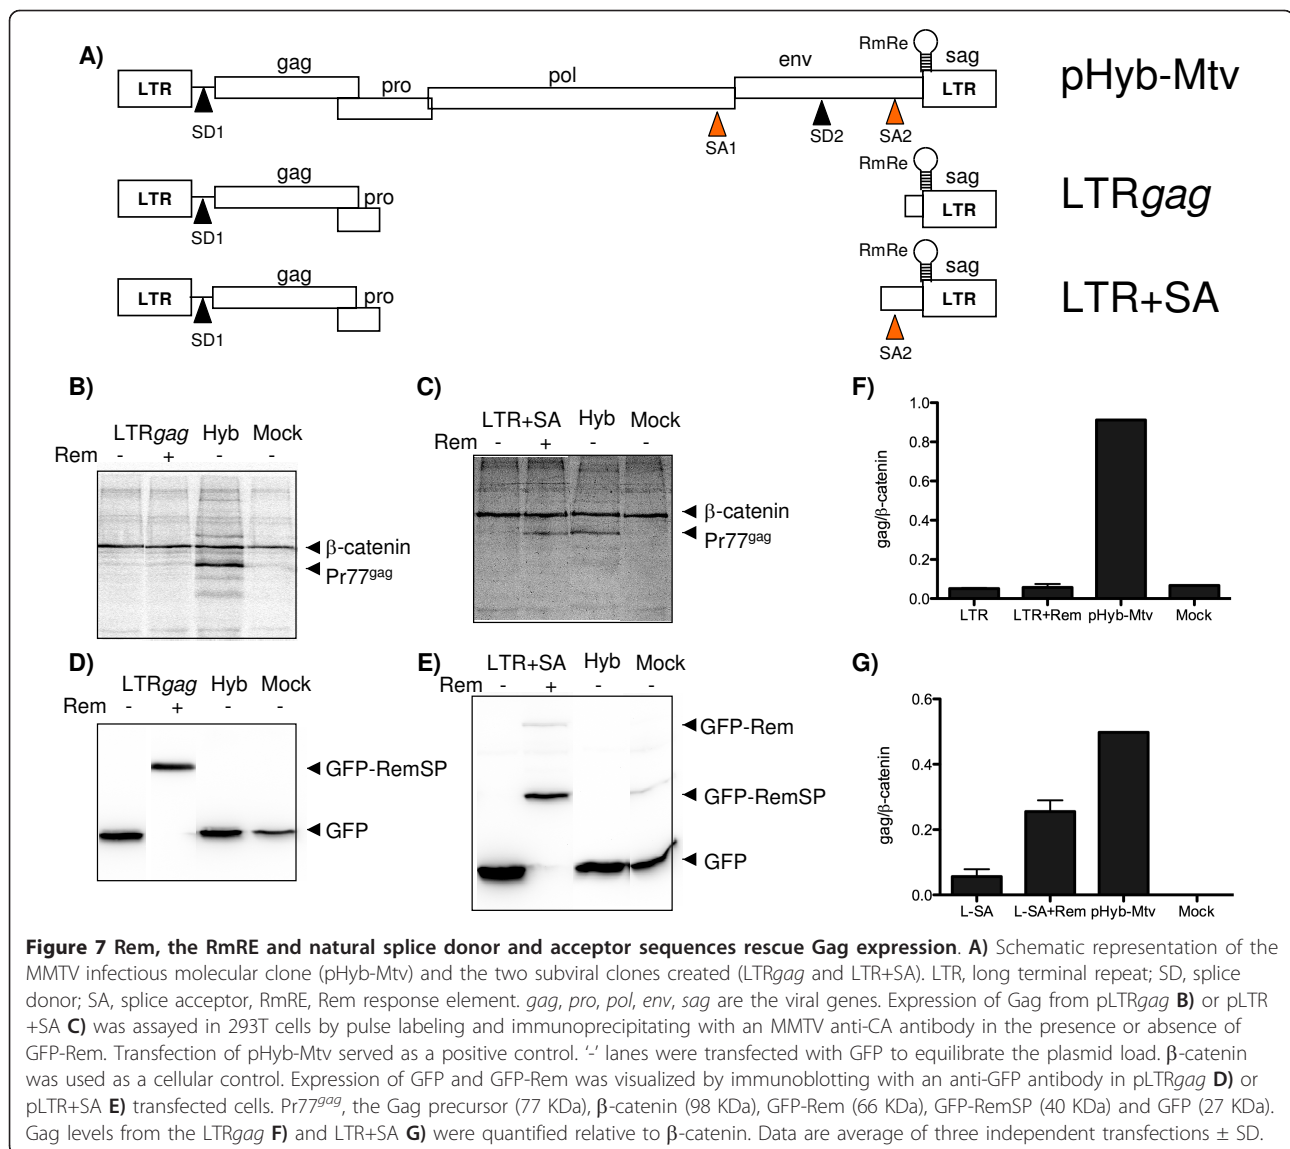 A)
LTR
SD1
gag
pro
pol
SA1
env
SD2
SA2
RmRe
sag
LTR
pHyb-Mtv
LTR
SD1
gag
pro
RmRe
sag
LTR
LTRgag
LTR
SD1
gag
pro
RmRe
sag
LTR
SA2
LTR+SA
B)
LTRgag Hyb Mock
Rem - + - -
β-catenin
Pr77gag
C)
LTR+SA Hyb Mock
Rem - + - -
β-catenin
Pr77gag
F)
gag/β-catenin
1.0
0.8
0.6
0.4
0.2
0.0
LTR LTR+Rem pHyb-Mtv Mock
D)
LTRgag Hyb Mock
Rem - + - -
GFP-RemSP
GFP
E)
LTR+SA Hyb Mock
Rem - + - -
GFP-Rem
GFP-RemSP
GFP
G)
gag/β-catenin
0.6
0.4
0.2
0.0
L-SA L-SA+Rem pHyb-Mtv Mock
Figure 7 Rem, the RmRE and natural splice donor and acceptor sequences rescue Gag expression. A) Schematic representation of the
MMTV infectious molecular clone (pHyb-Mtv) and the two subviral clones created (LTRgag and LTR+SA). LTR, long terminal repeat; SD, splice
donor; SA, splice acceptor, RmRE, Rem response element. gag, pro, pol, env, sag are the viral genes. Expression of Gag from pLTRgag B) or pLTR
+SA C) was assayed in 293T cells by pulse labeling and immunoprecipitating with an MMTV anti-CA antibody in the presence or absence of
GFP-Rem. Transfection of pHyb-Mtv served as a positive control. ‘-’ lanes were transfected with GFP to equilibrate the plasmid load. β-catenin
was used as a cellular control. Expression of GFP and GFP-Rem was visualized by immunoblotting with an anti-GFP antibody in pLTRgag D) or
pLTR+SA E) transfected cells. Pr77gag, the Gag precursor (77 KDa), β-catenin (98 KDa), GFP-Rem (66 KDa), GFP-RemSP (40 KDa) and GFP (27 KDa).
Gag levels from the LTRgag F) and LTR+SA G) were quantified relative to β-catenin. Data are average of three independent transfections ± SD.